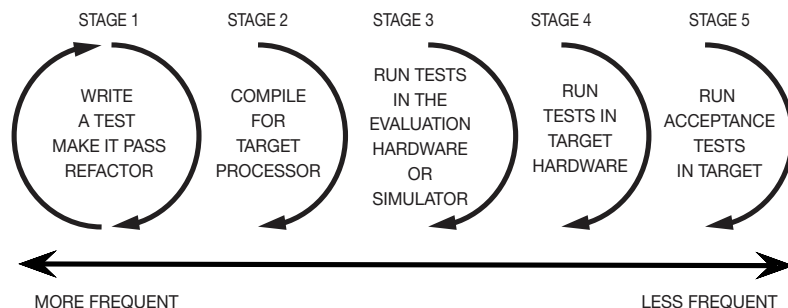 STAGE 1
WRITE
A TEST
MAKE IT PASS
REFACTOR
STAGE 2
COMPILE
FOR
TARGET
PROCESSOR
STAGE 3
RUN TESTS
IN THE
EVALUATION
HARDWARE
OR
SIMULATOR
STAGE 4
RUN
TESTS IN
TARGET
HARDWARE
STAGE 5
RUN
ACCEPTANCE
TESTS
IN TARGET
MORE FREQUENT
LESS FREQUENT